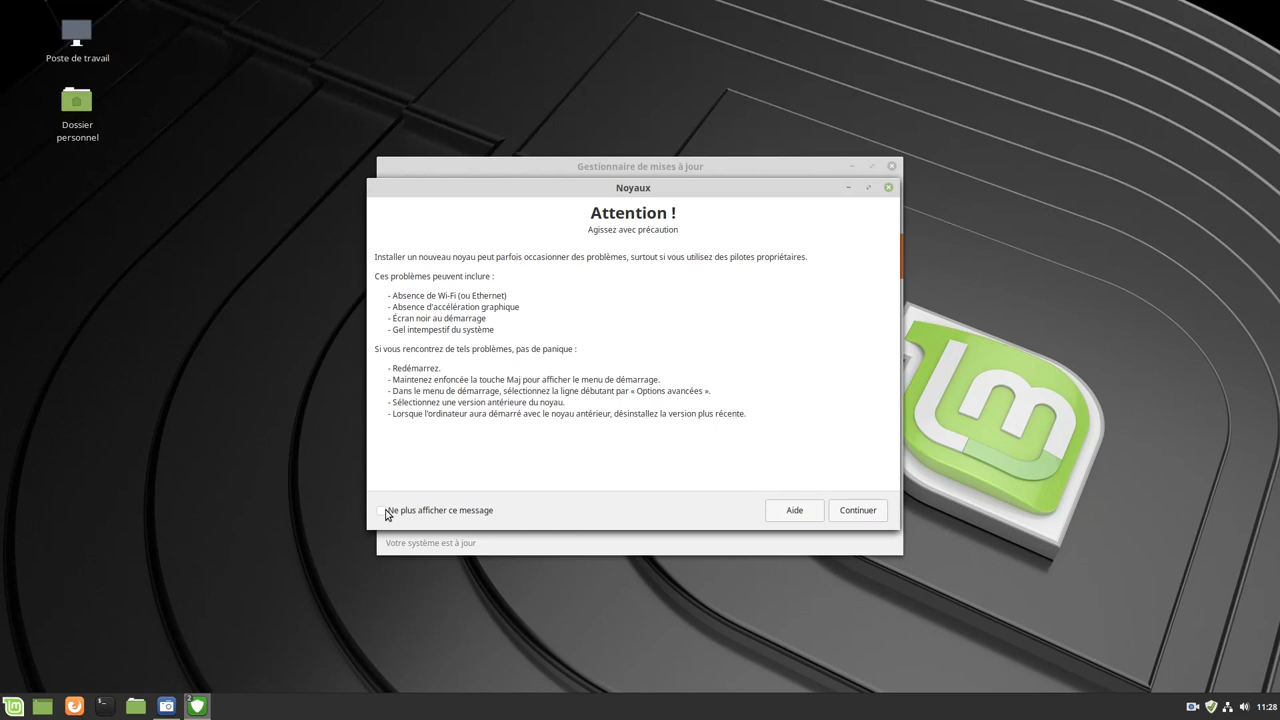 Poste de travail
Dossier
personnel
Gestionnaire de mises à jour
Noyaux
Attention !
Agissez avec précaution
Installer un nouveau noyau peut parfois occasionner des problèmes, surtout si vous utilisez des pilotes propriétaires.
Ces problèmes peuvent inclure :
- Absence de Wi-Fi (ou Ethernet)
- Absence d'accélération graphique
- Écran noir au démarrage
- Gel intempestif du système
Si vous rencontrez de tels problèmes, pas de panique :
- Redémarrez.
- Maintenez enfoncée la touche Maj pour afficher le menu de démarrage.
- Dans le menu de démarrage, sélectionnez la ligne débutant par « Options avancées ».
- Sélectionnez une version antérieure du noyau.
- Lorsque l'ordinateur aura démarré avec le noyau antérieur, désinstallez la version plus récente.
Ne plus afficher ce message
Aide
Continuer
Votre système est à jour
2
11:28